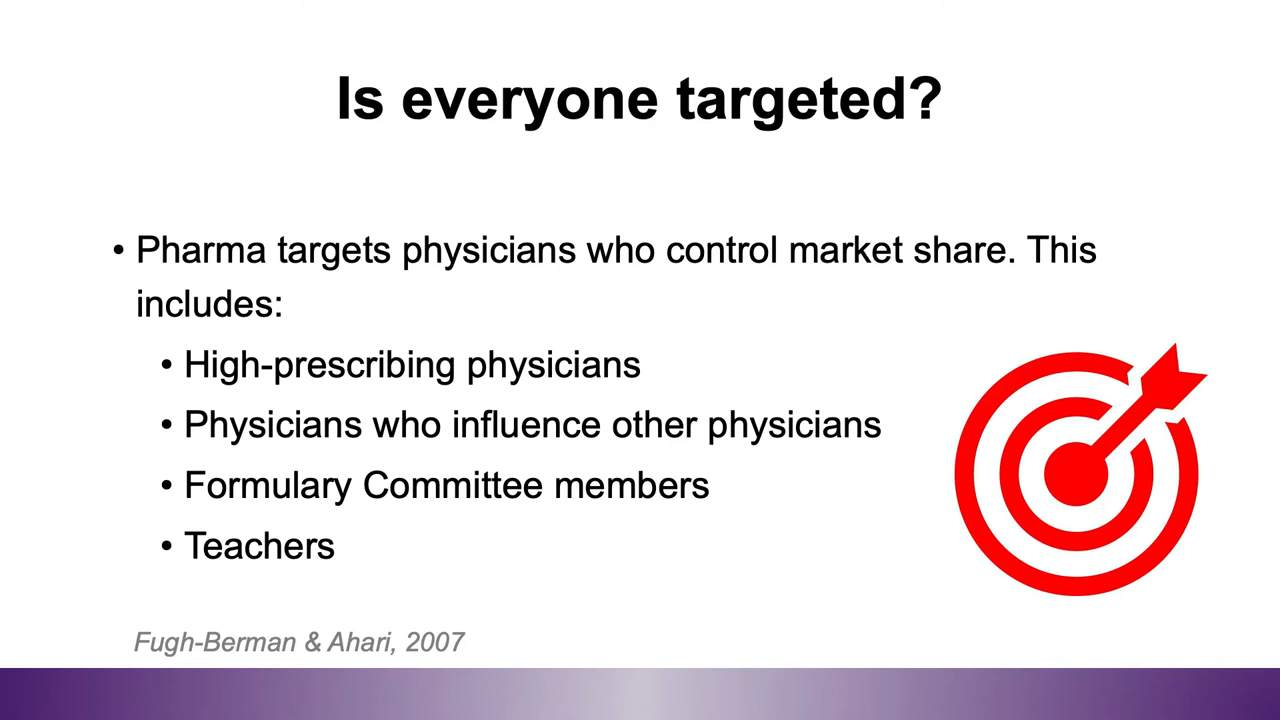 Is everyone targeted?
• Pharma targets physicians who control market share. This
includes:
• High-prescribing physicians
• Physicians who influence other physicians
• Formulary Committee members
• Teachers
Fugh-Berman & Ahari, 2007